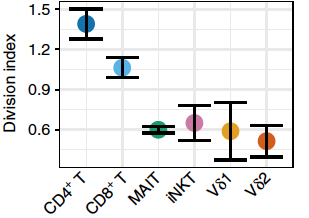 Division index
1.5
1.2
0.9
0.6
CD4⁺ T
CD8⁺ T
MAIT
iNKT
Vδ1
Vδ2